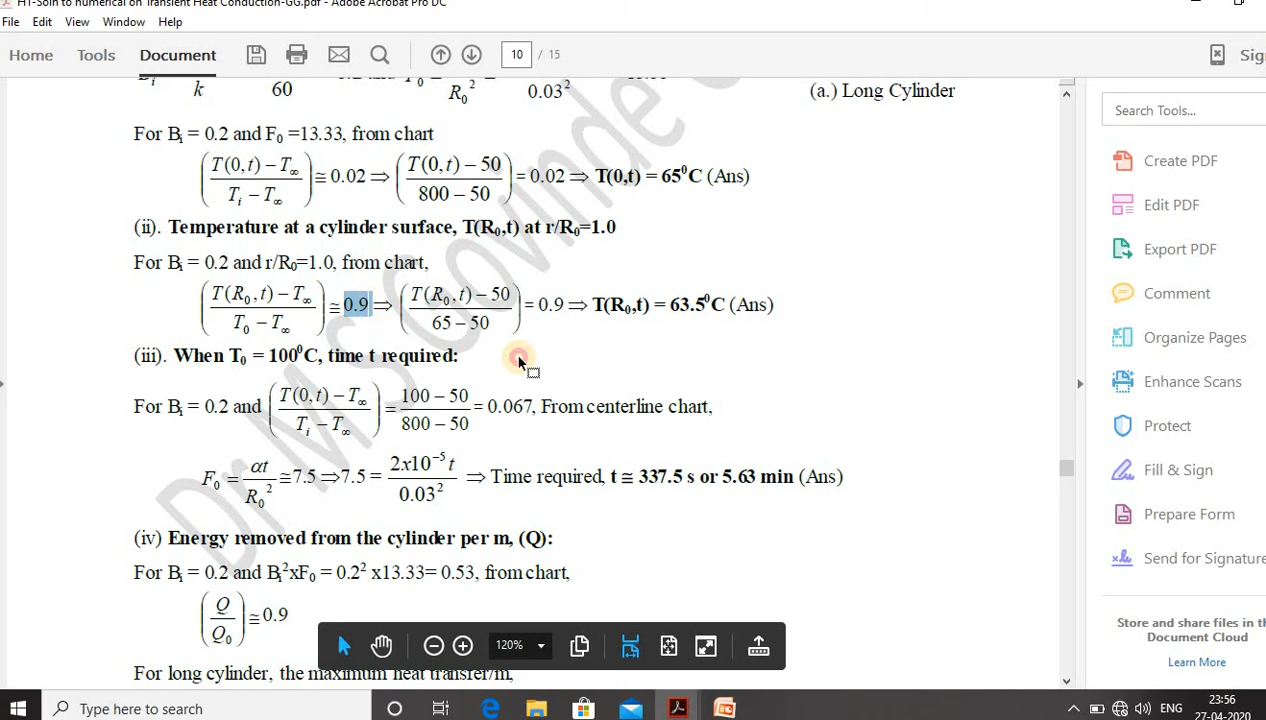 HT-Soln to numerical on Transient Heat Conduction-GG.pdf - Adobe Acrobat Pro DC
File Edit View Window Help
Home Tools Document 10 / 15
k 60 R₀² 0.03² (a.) Long Cylinder
For Bᵢ = 0.2 and F₀ =13.33, from chart
(T(0,t) − T∞ / Tᵢ − T∞) ≅ 0.02 ⇒ (T(0,t) − 50 / 800 − 50) = 0.02 ⇒ T(0,t) = 65⁰C (Ans)
(ii). Temperature at a cylinder surface, T(R₀,t) at r/R₀=1.0
For Bᵢ = 0.2 and r/R₀=1.0, from chart,
(T(R₀,t) − T∞ / T₀ − T∞) ≅ 0.9 ⇒ (T(R₀,t) − 50 / 65 − 50) = 0.9 ⇒ T(R₀,t) = 63.5⁰C (Ans)
(iii). When T₀ = 100⁰C, time t required:
For Bᵢ = 0.2 and (T(0,t) − T∞ / Tᵢ − T∞) = 100 − 50 / 800 − 50 = 0.067, From centerline chart,
F₀ = αt / R₀² ≅ 7.5 ⇒ 7.5 = 2x10⁻⁵ t / 0.03² ⇒ Time required, t ≅ 337.5 s or 5.63 min (Ans)
(iv) Energy removed from the cylinder per m, (Q):
For Bᵢ = 0.2 and Bᵢ²xF₀ = 0.2² x13.33= 0.53, from chart,
(Q / Q₀) ≅ 0.9
For long cylinder, the maximum heat transfer/m,
Dr M S Govinde
120%
Sign
Search Tools...
Create PDF
Edit PDF
Export PDF
Comment
Organize Pages
Enhance Scans
Protect
Fill & Sign
Prepare Form
Send for Signature
Store and share files in the
Document Cloud
Learn More
Type here to search
ENG
23:56
27-04-2020